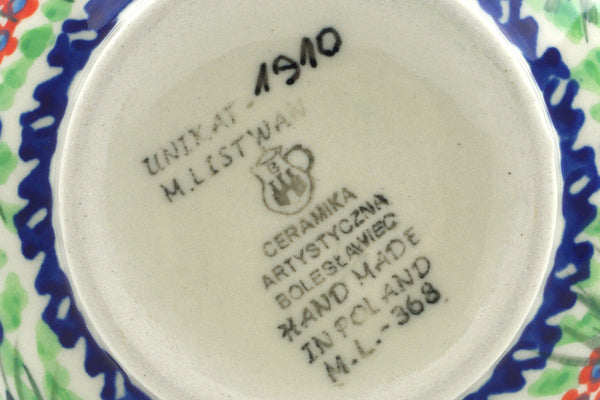 UNIKAT-1910
M.LISTWAN
B
CERAMIKA
ARTYSTYCZNA
BOLESŁAWIEC
HAND MADE
IN POLAND
M.L.-368